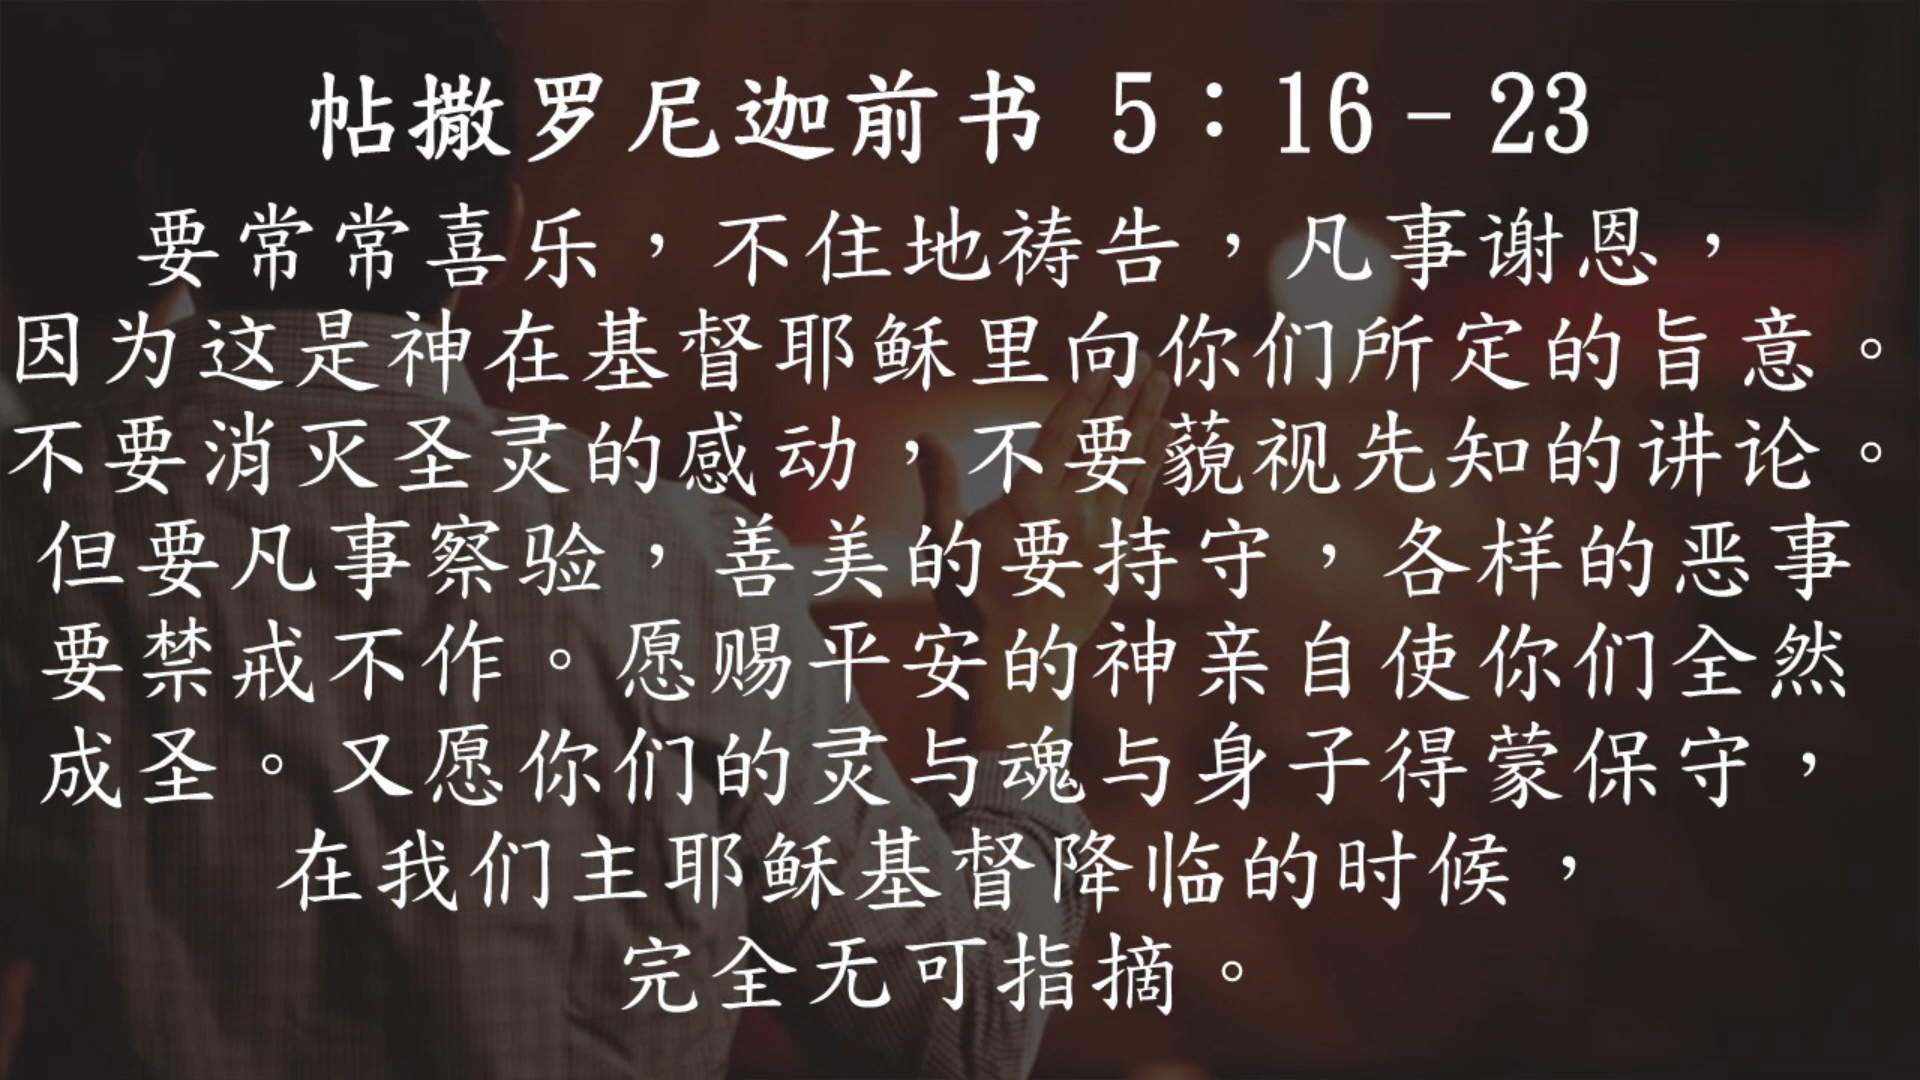 帖撒罗尼迦前书 5：16－23
要常常喜乐，不住地祷告，凡事谢恩，
因为这是神在基督耶稣里向你们所定的旨意。
不要消灭圣灵的感动，不要藐视先知的讲论。
但要凡事察验，善美的要持守，各样的恶事
要禁戒不作。愿赐平安的神亲自使你们全然
成圣。又愿你们的灵与魂与身子得蒙保守，
在我们主耶稣基督降临的时候，
完全无可指摘。